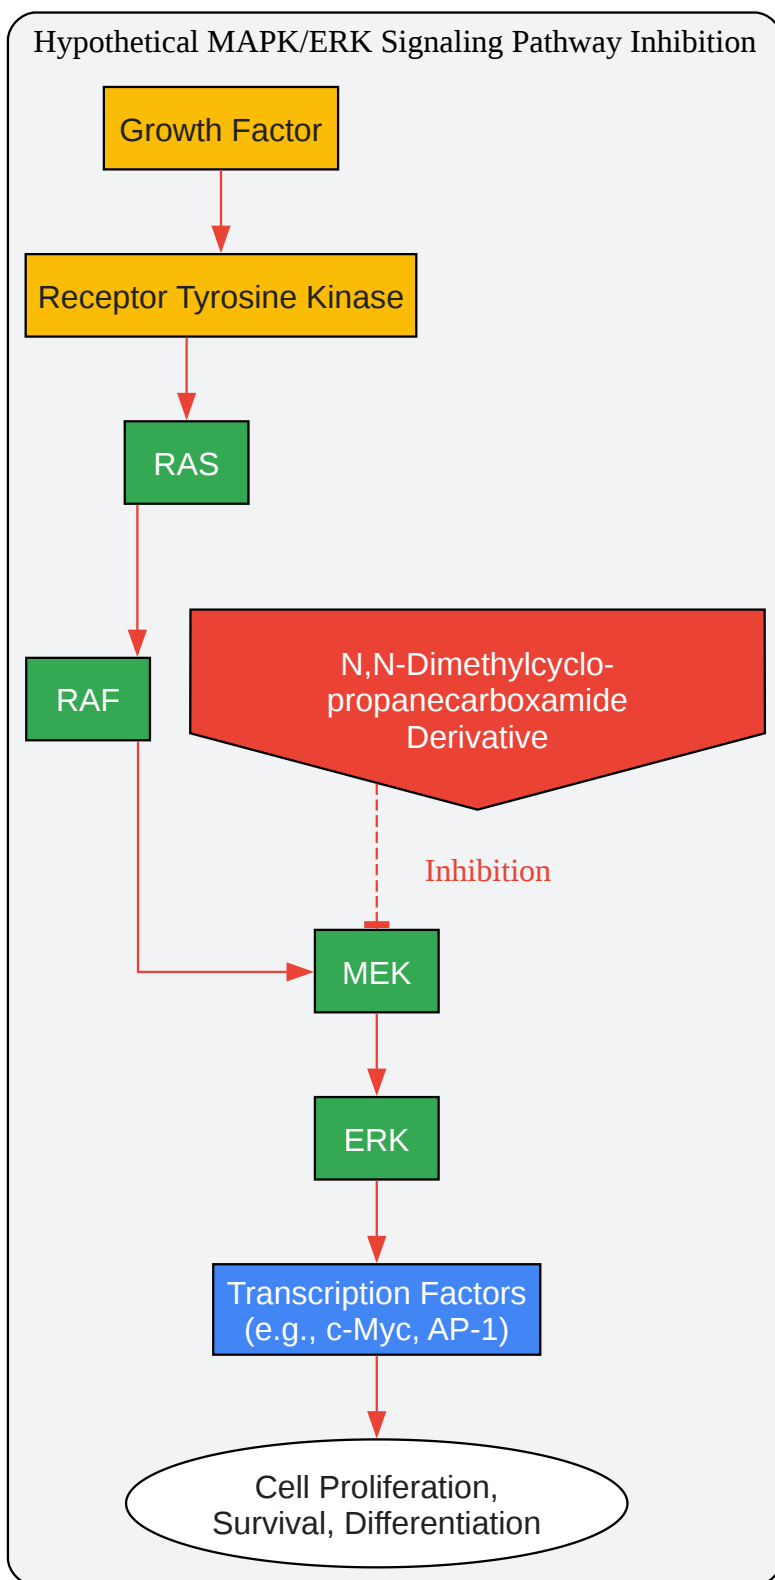 Hypothetical MAPK/ERK Signaling Pathway Inhibition
Growth Factor
Receptor Tyrosine Kinase
RAS
RAF
N,N-Dimethylcyclo-
propanecarboxamide
Derivative
Inhibition
MEK
ERK
Transcription Factors
(e.g., c-Myc, AP-1)
Cell Proliferation,
Survival, Differentiation